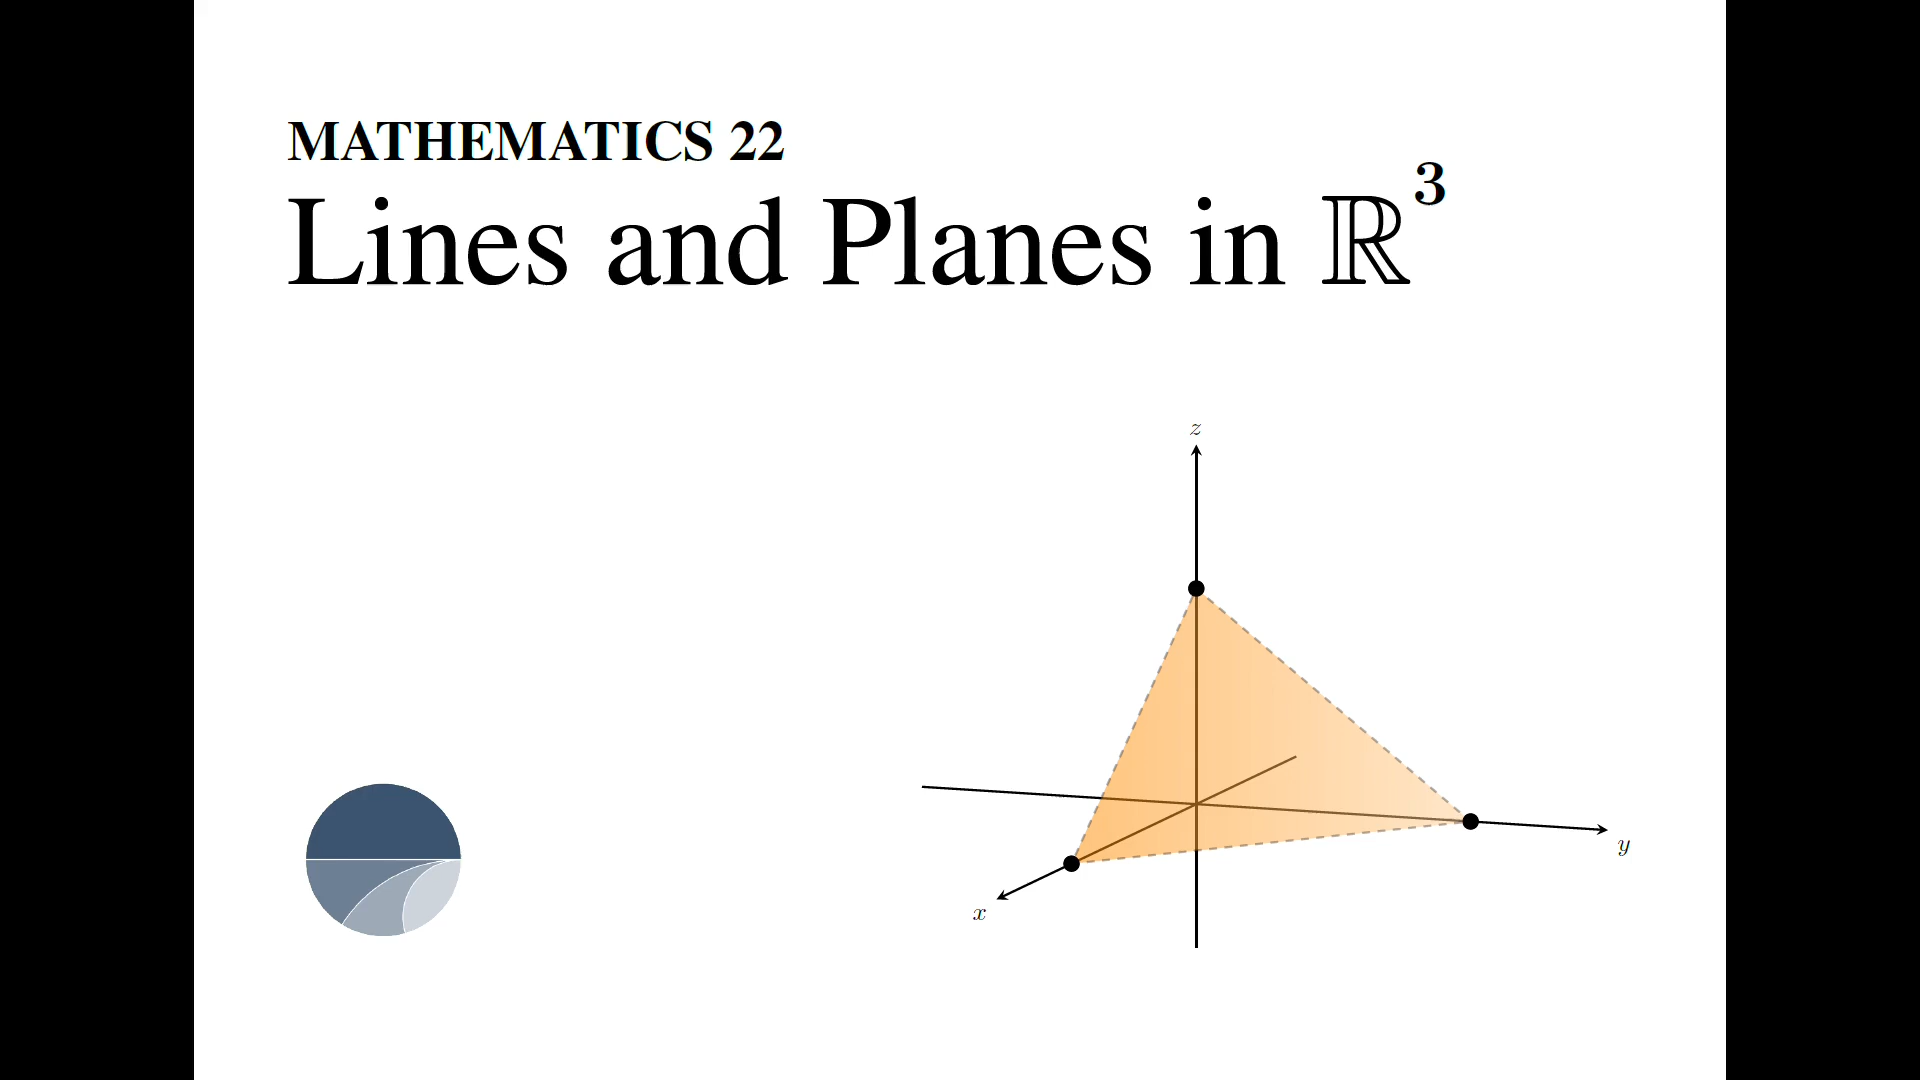 MATHEMATICS 22
Lines and Planes in ℝ³
z
y
x